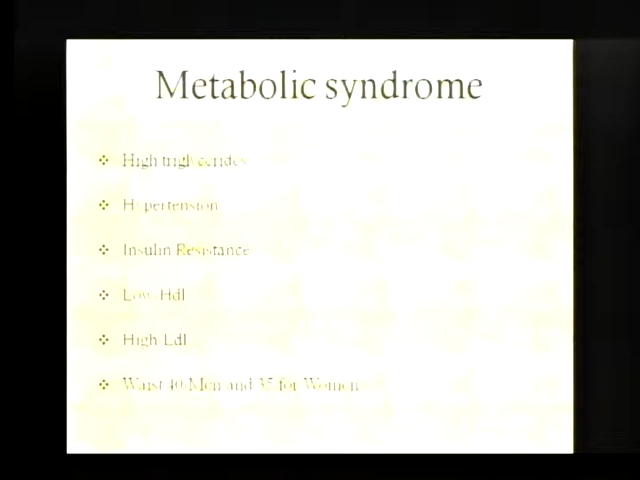 Metabolic syndrome
High triglycerides
Hypertension
Insulin Resistance
Low Hdl
High Ldl
Waist 40 Men and 35 for Women